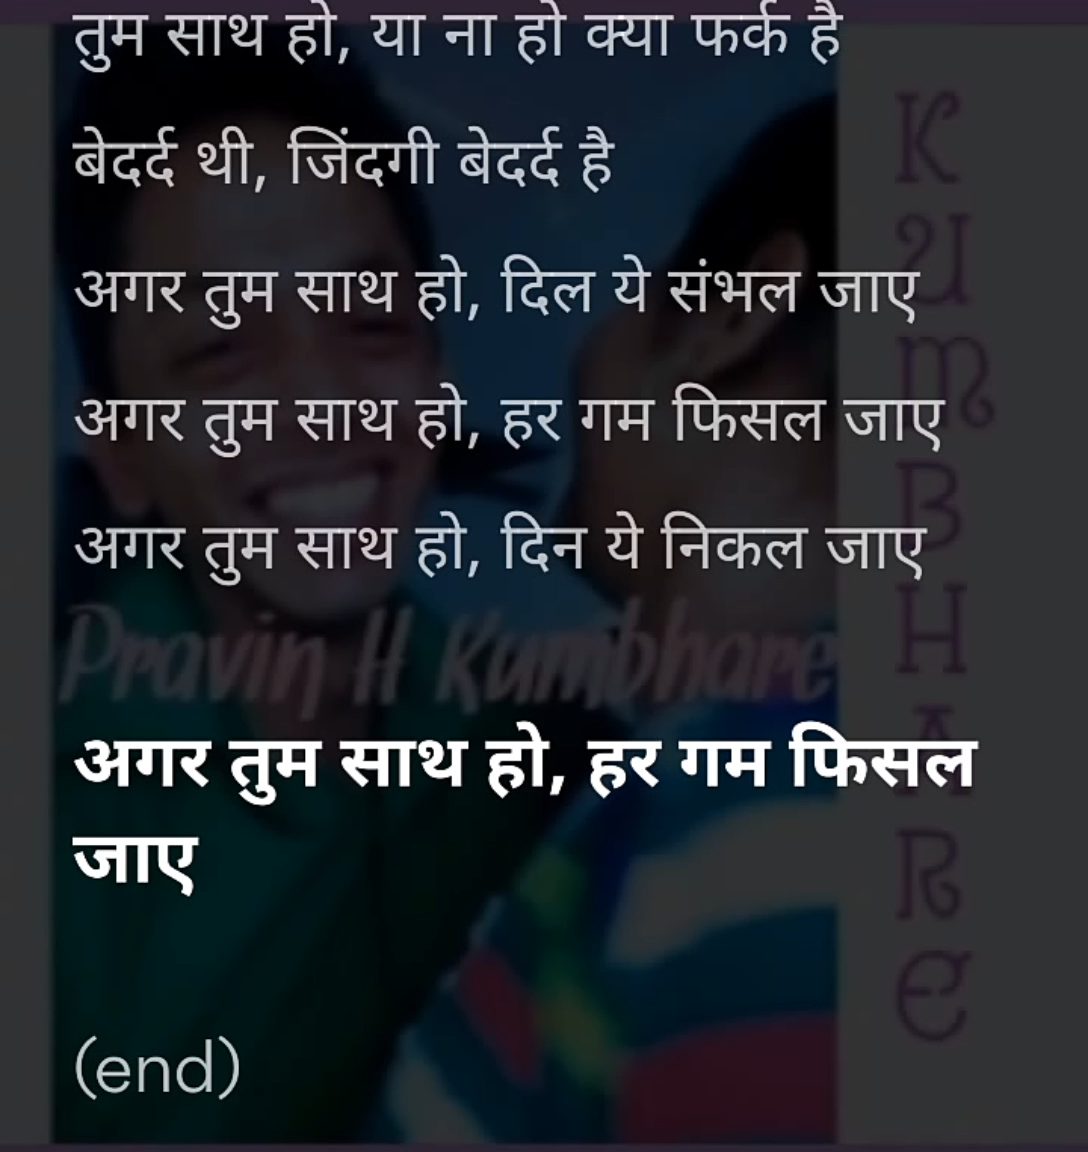 तुम साथ हो, या ना हो क्या फर्क है
बेदर्द थी, जिंदगी बेदर्द है
अगर तुम साथ हो, दिल ये संभल जाए
अगर तुम साथ हो, हर गम फिसल जाए
अगर तुम साथ हो, दिन ये निकल जाए
Pravin H Kumbhare
अगर तुम साथ हो, हर गम फिसल
जाए
(end)
KUMBHARE